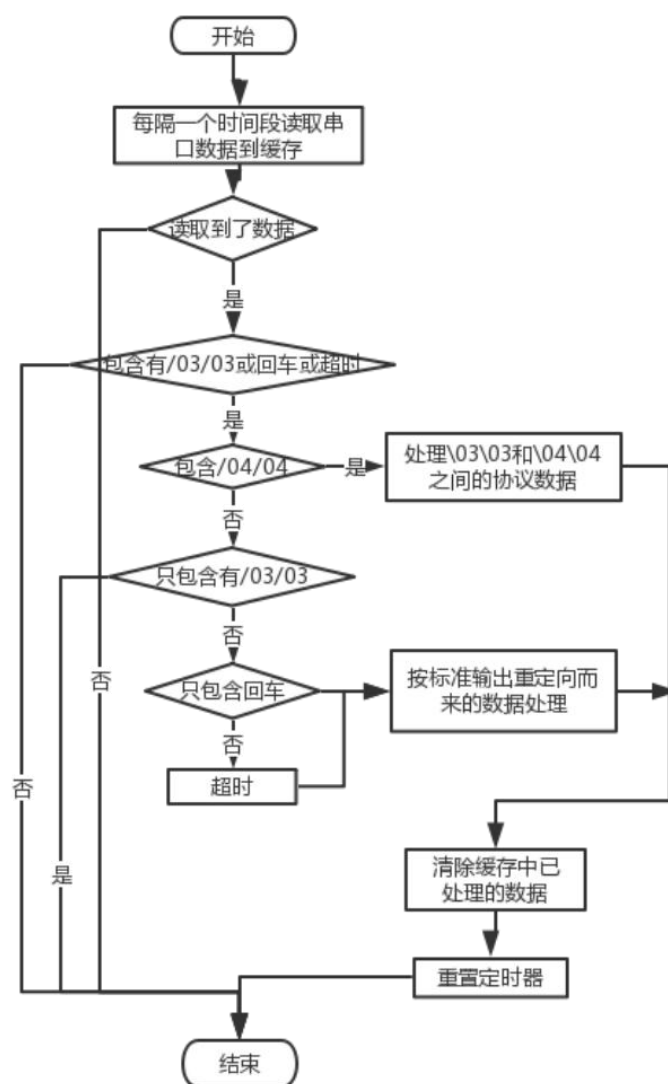 开始
每隔一个时间段读取串
口数据到缓存
读取到了数据
是
包含有/03/03或回车或超时
是
包含/04/04
是
处理\03\03和\04\04
之间的协议数据
否
只包含有/03/03
否
只包含回车
按标准输出重定向而
来的数据处理
否
否
超时
否
是
清除缓存中已
处理的数据
重置定时器
结束